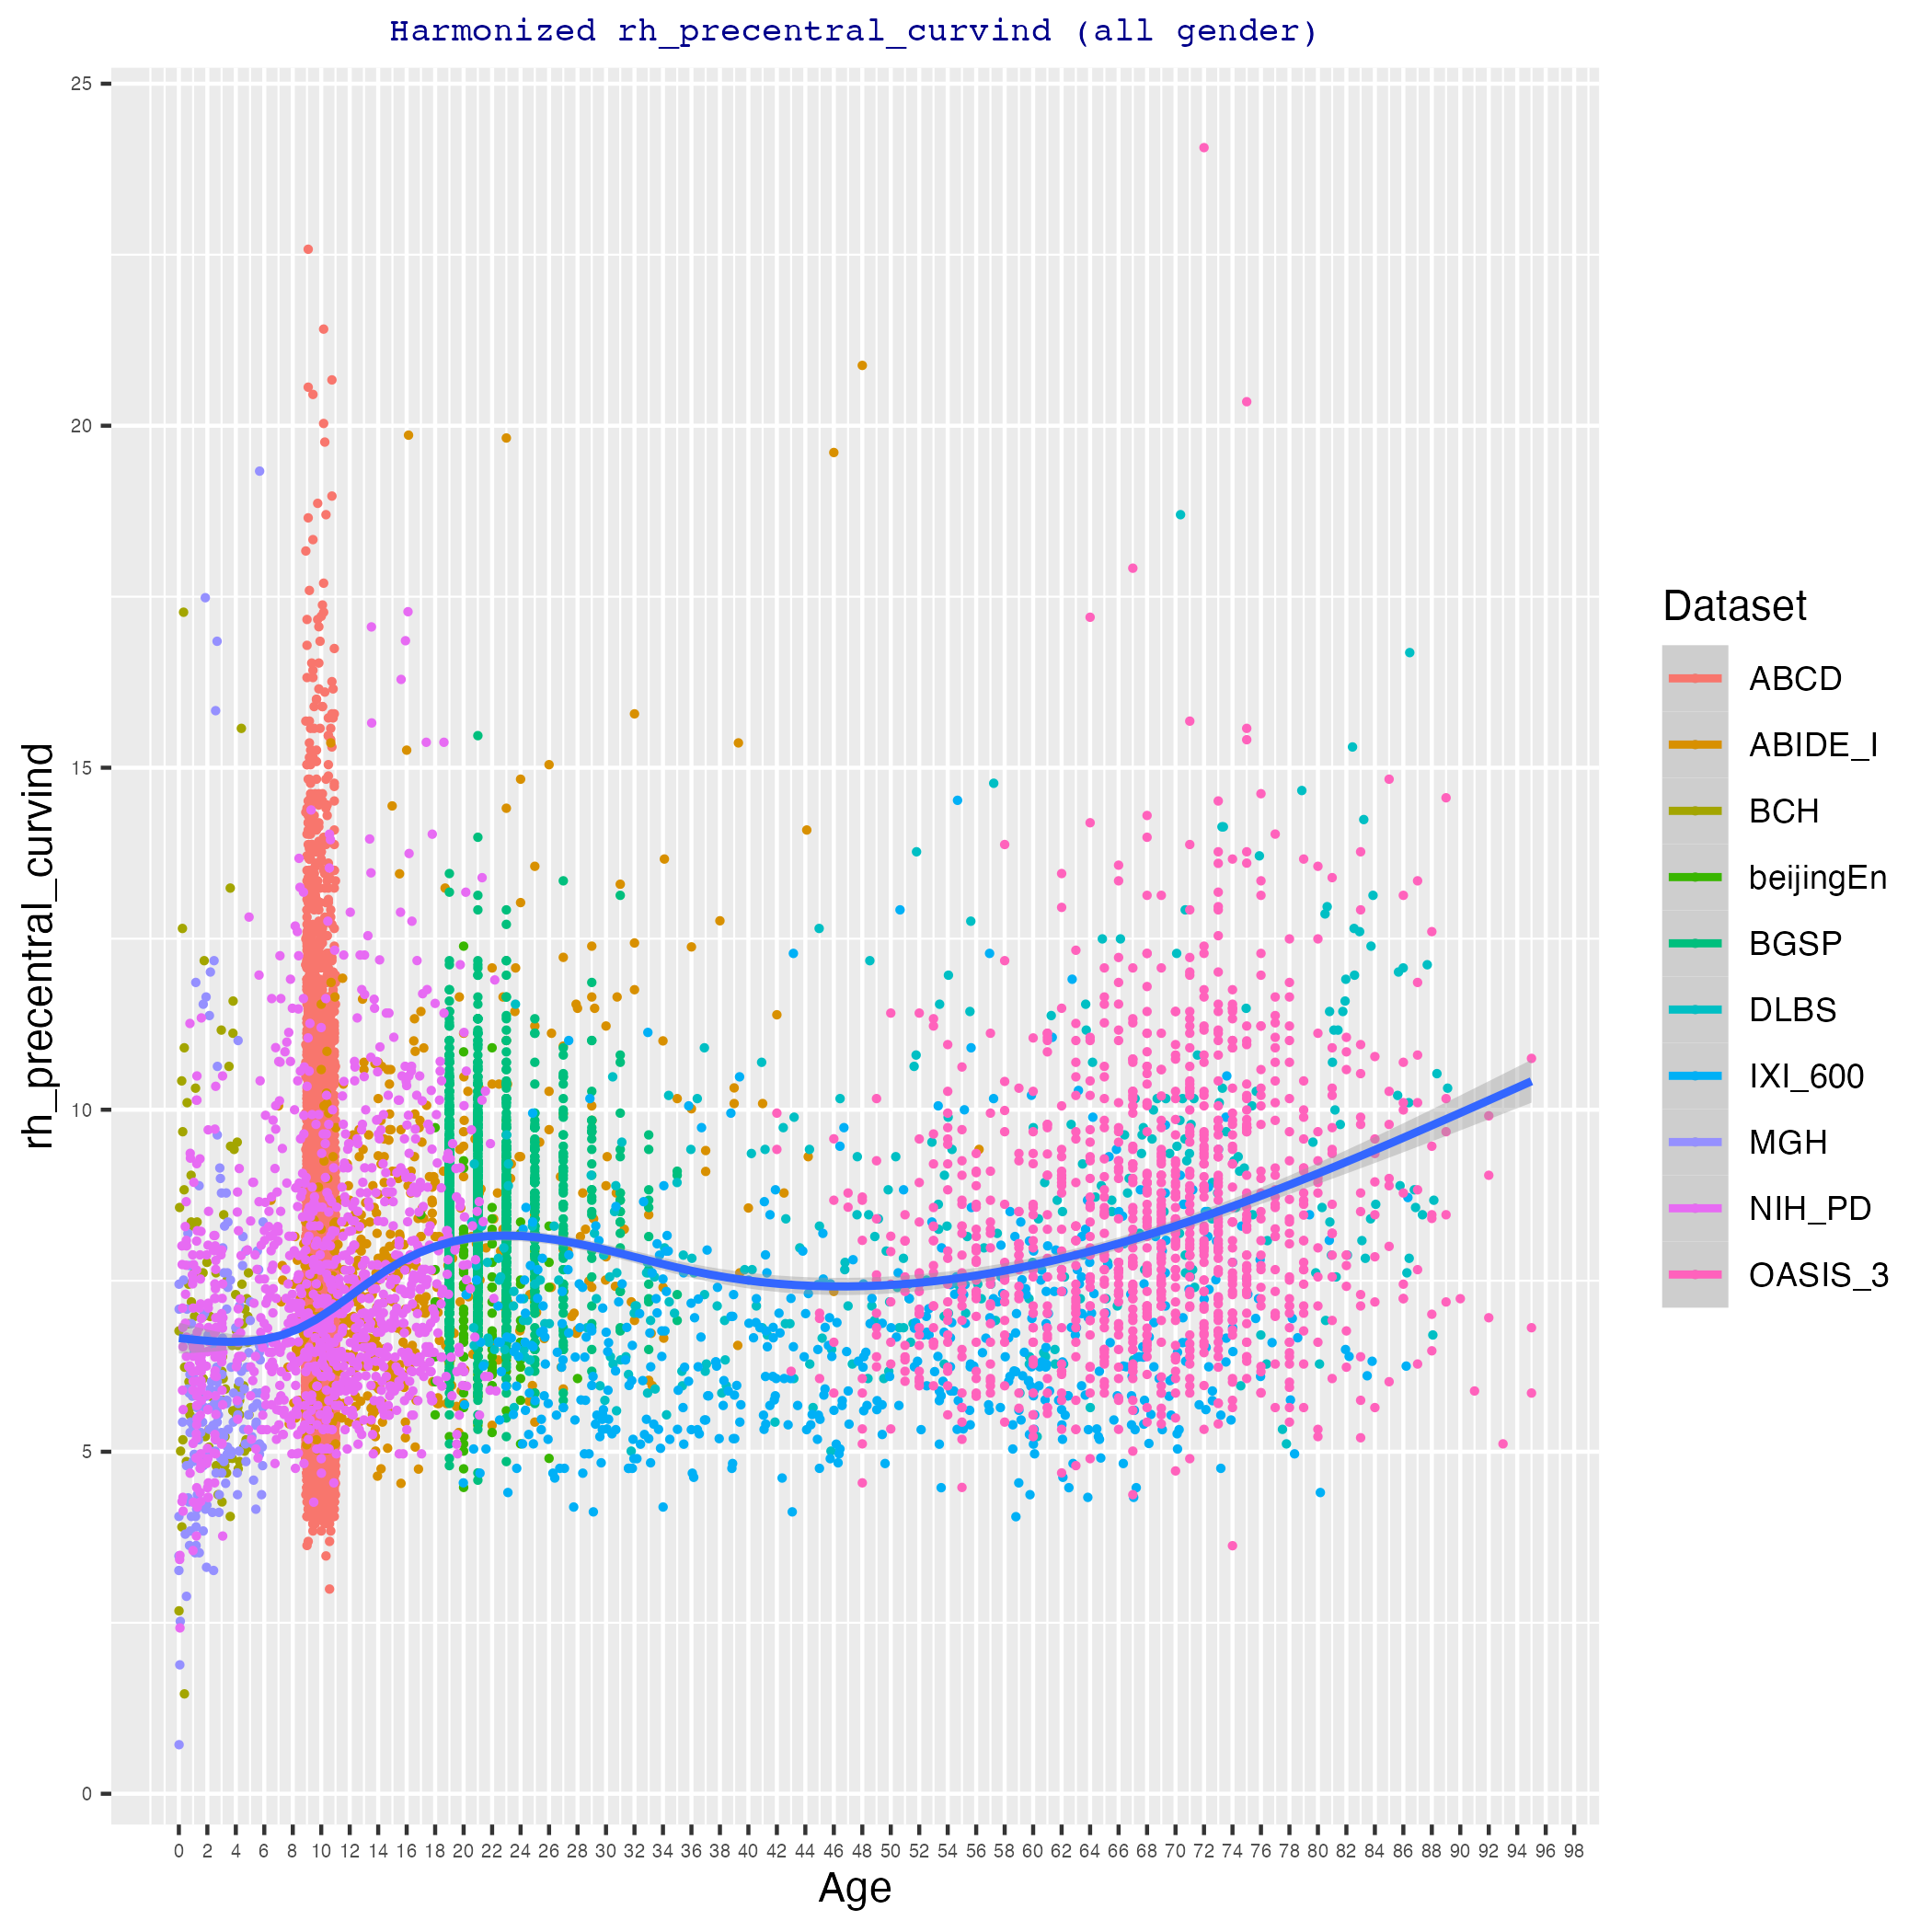 Harmonized rh_precentral_curvind (all gender)
25
20
15
10
5
0
rh_precentral_curvind
0 2 4 6 8 10 12 14 16 18 20 22 24 26 28 30 32 34 36 38 40 42 44 46 48 50 52 54 56 58 60 62 64 66 68 70 72 74 76 78 80 82 84 86 88 90 92 94 96 98
Age
Dataset
ABCD
ABIDE_I
BCH
beijingEn
BGSP
DLBS
IXI_600
MGH
NIH_PD
OASIS_3